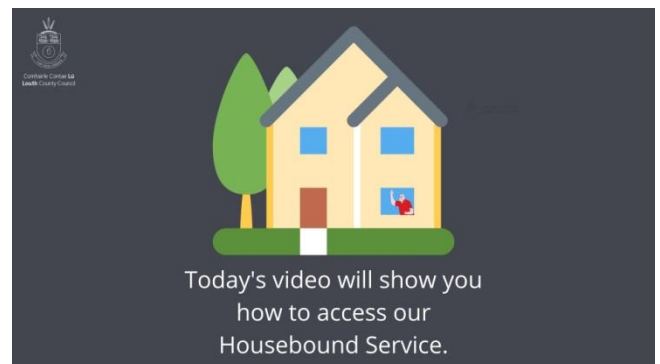 Comhairle Contae Lú
Louth County Council
Today's video will show you
how to access our
Housebound Service.